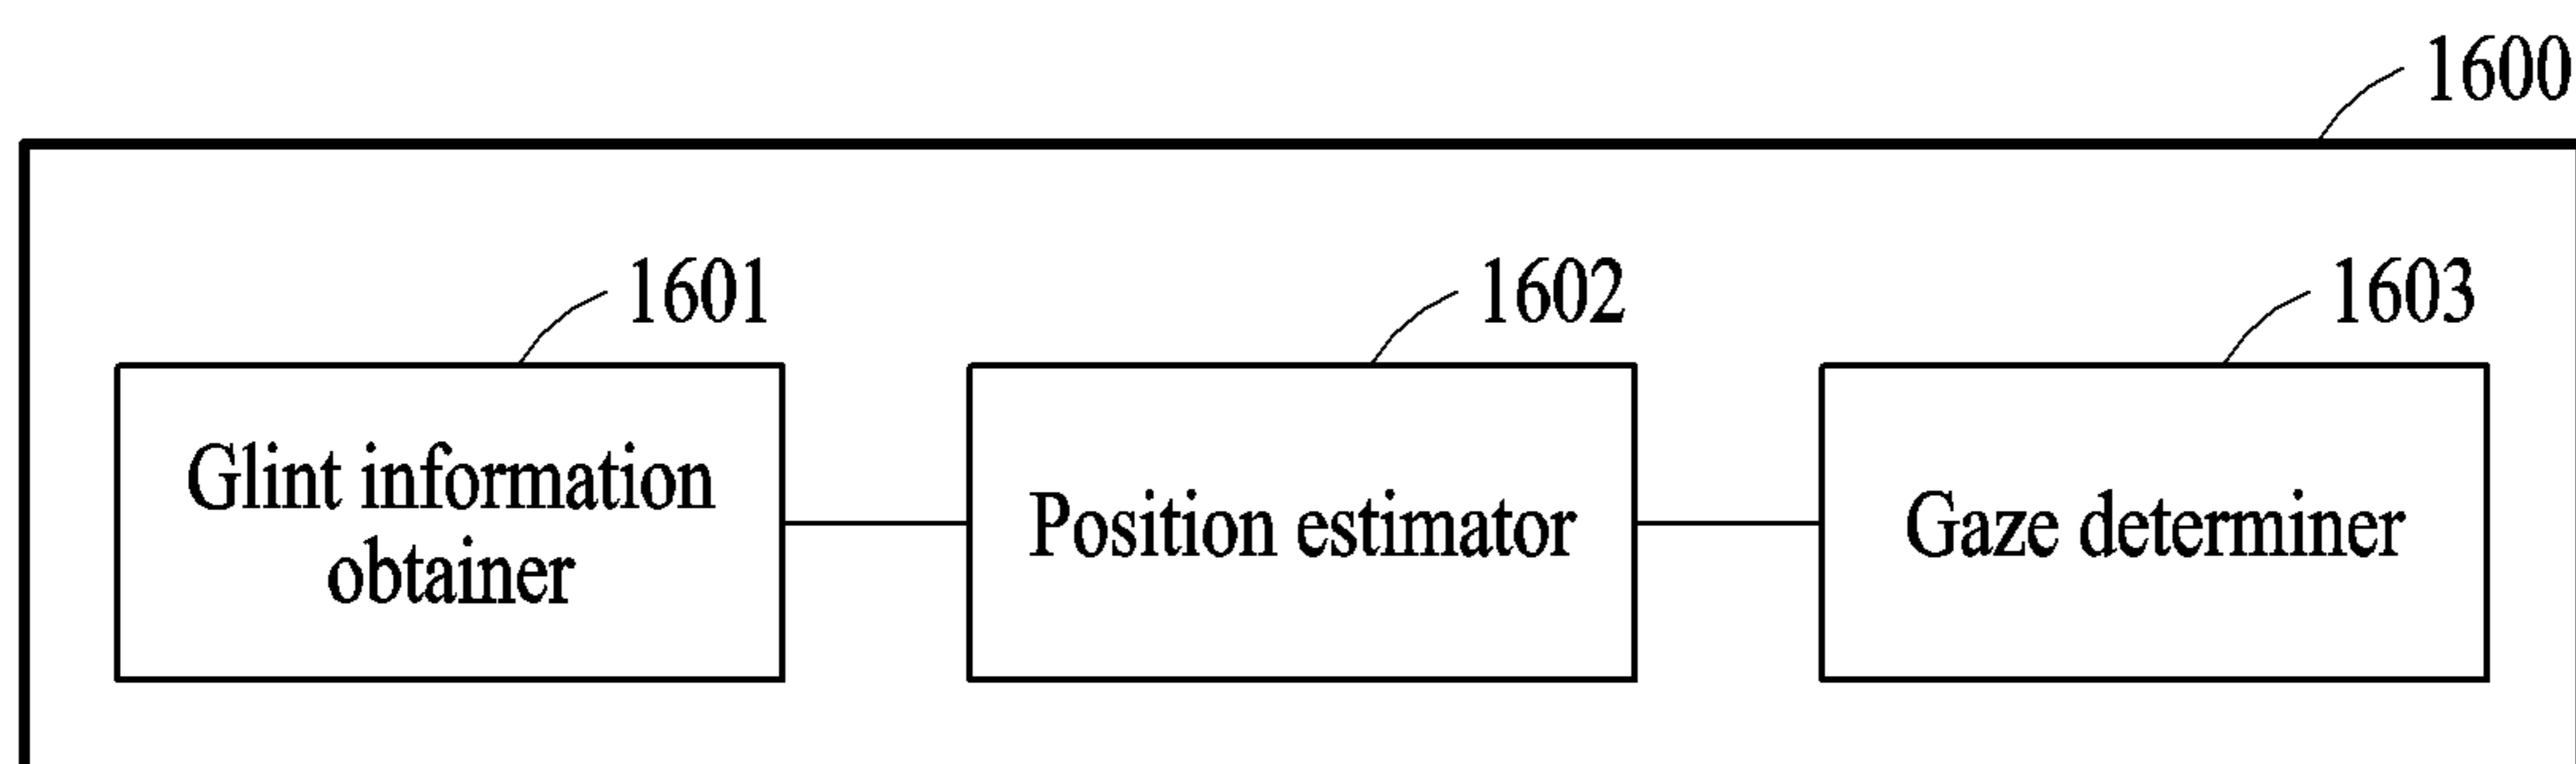 1600
1601
1602
1603
Glint information
obtainer
Position estimator
Gaze determiner